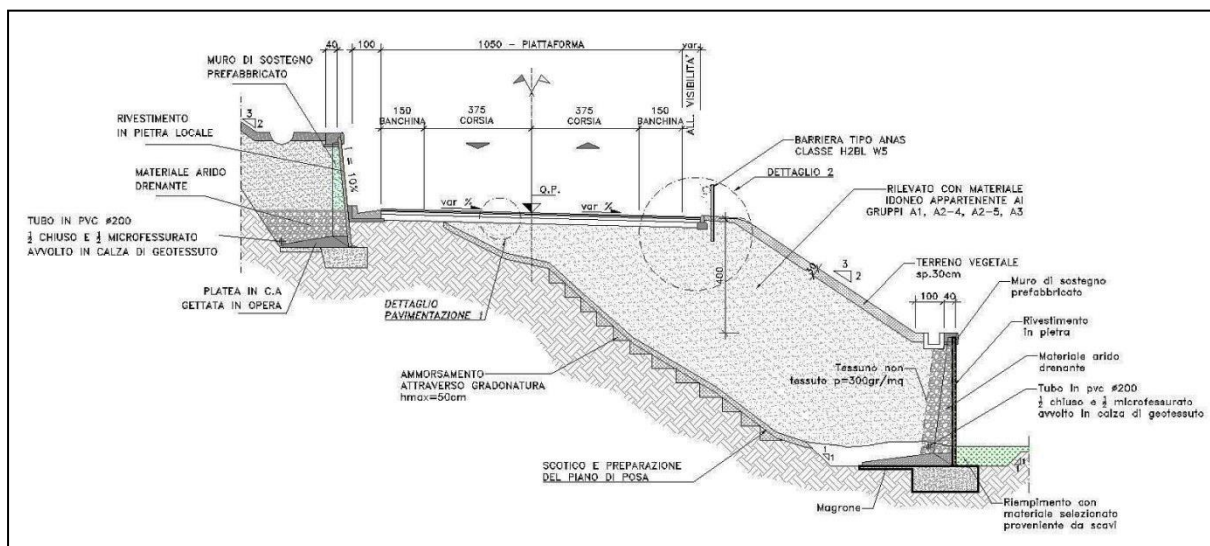 40
100
1050 - PIATTAFORMA
var.
ALL. VISIBILITA'
MURO DI SOSTEGNO
PREFABBRICATO
150
BANCHINA
375
CORSIA
375
CORSIA
150
BANCHINA
3
2
RIVESTIMENTO
IN PIETRA LOCALE
I = 10%
MATERIALE ARIDO
DRENANTE
TUBO IN PVC ø200
½ CHIUSO E ½ MICROFESSURATO
AVVOLTO IN CALZA DI GEOTESSUTO
PLATEA IN C.A
GETTATA IN OPERA
var %
Q.P.
var %
BARRIERA TIPO ANAS
CLASSE H2BL W5
DETTAGLIO 2
RILEVATO CON MATERIALE
IDONEO APPARTENENTE AI
GRUPPI A1, A2-4, A2-5, A3
400
30
3
2
TERRENO VEGETALE
sp.30cm
DETTAGLIO
PAVIMENTAZIONE 1
100
40
Muro di sostegno
prefabbricato
Rivestimento
in pietra
Materiale arido
drenante
Tubo in pvc ø200
½ chiuso e ½ microfessurato
avvolto in calza di geotessuto
AMMORSAMENTO
ATTRAVERSO GRADONATURA
hmax=50cm
Tessuno non
tessuto p=300gr/mq
1
1
SCOTICO E PREPARAZIONE
DEL PIANO DI POSA
Magrone
Riempimento con
materiale selezionato
proveniente da scavi